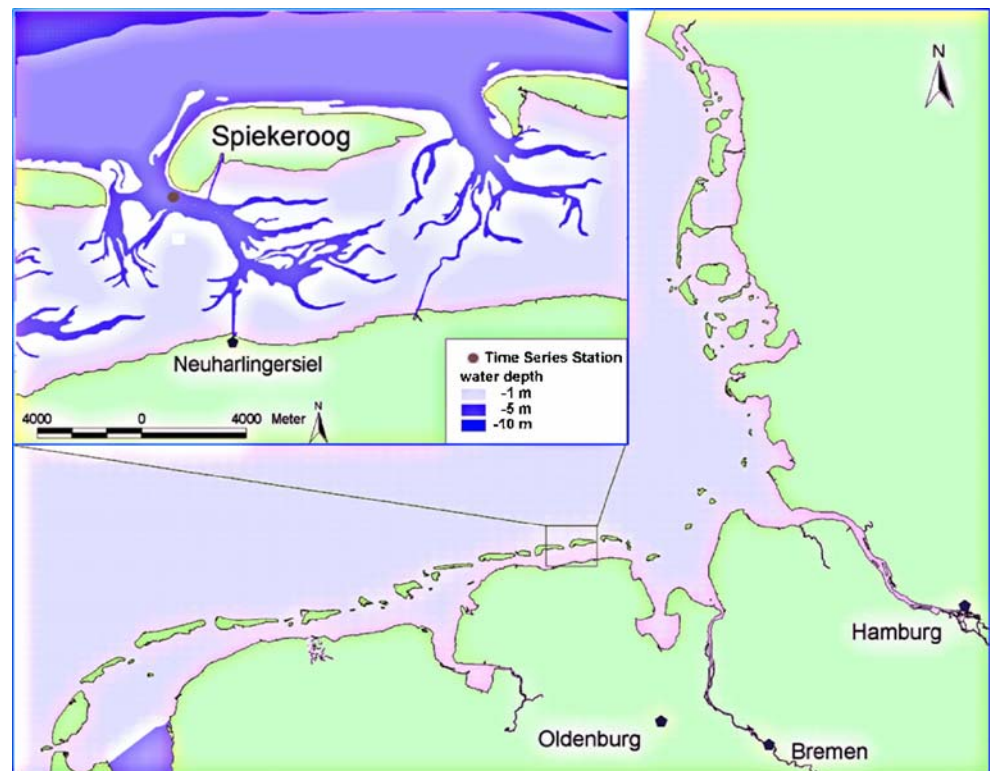 N
Spiekeroog
Neuharlingersiel
Time Series Station
water depth
-1 m
-5 m
-10 m
4000 0 4000 Meter
N
Hamburg
Oldenburg
Bremen